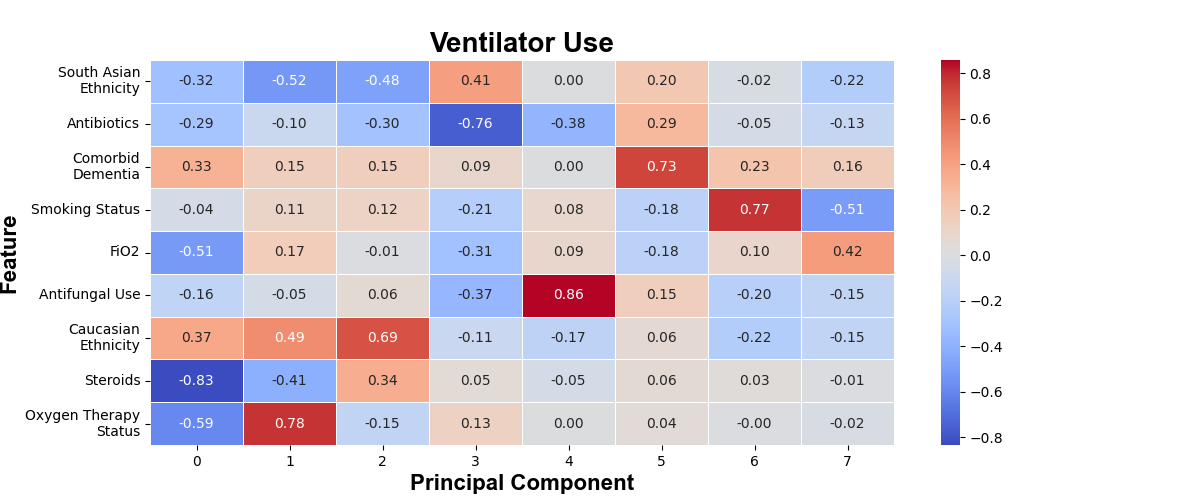 Ventilator Use
Feature
South Asian
Ethnicity
-0.32 -0.52 -0.48 0.41 0.00 0.20 -0.02 -0.22
Antibiotics -0.29 -0.10 -0.30 -0.76 -0.38 0.29 -0.05 -0.13
Comorbid
Dementia
0.33 0.15 0.15 0.09 0.00 0.73 0.23 0.16
Smoking Status -0.04 0.11 0.12 -0.21 0.08 -0.18 0.77 -0.51
FiO2 -0.51 0.17 -0.01 -0.31 0.09 -0.18 0.10 0.42
Antifungal Use -0.16 -0.05 0.06 -0.37 0.86 0.15 -0.20 -0.15
Caucasian
Ethnicity
0.37 0.49 0.69 -0.11 -0.17 0.06 -0.22 -0.15
Steroids -0.83 -0.41 0.34 0.05 -0.05 0.06 0.03 -0.01
Oxygen Therapy
Status
-0.59 0.78 -0.15 0.13 0.00 0.04 -0.00 -0.02
0 1 2 3 4 5 6 7
Principal Component
0.8
0.6
0.4
0.2
0.0
−0.2
−0.4
−0.6
−0.8